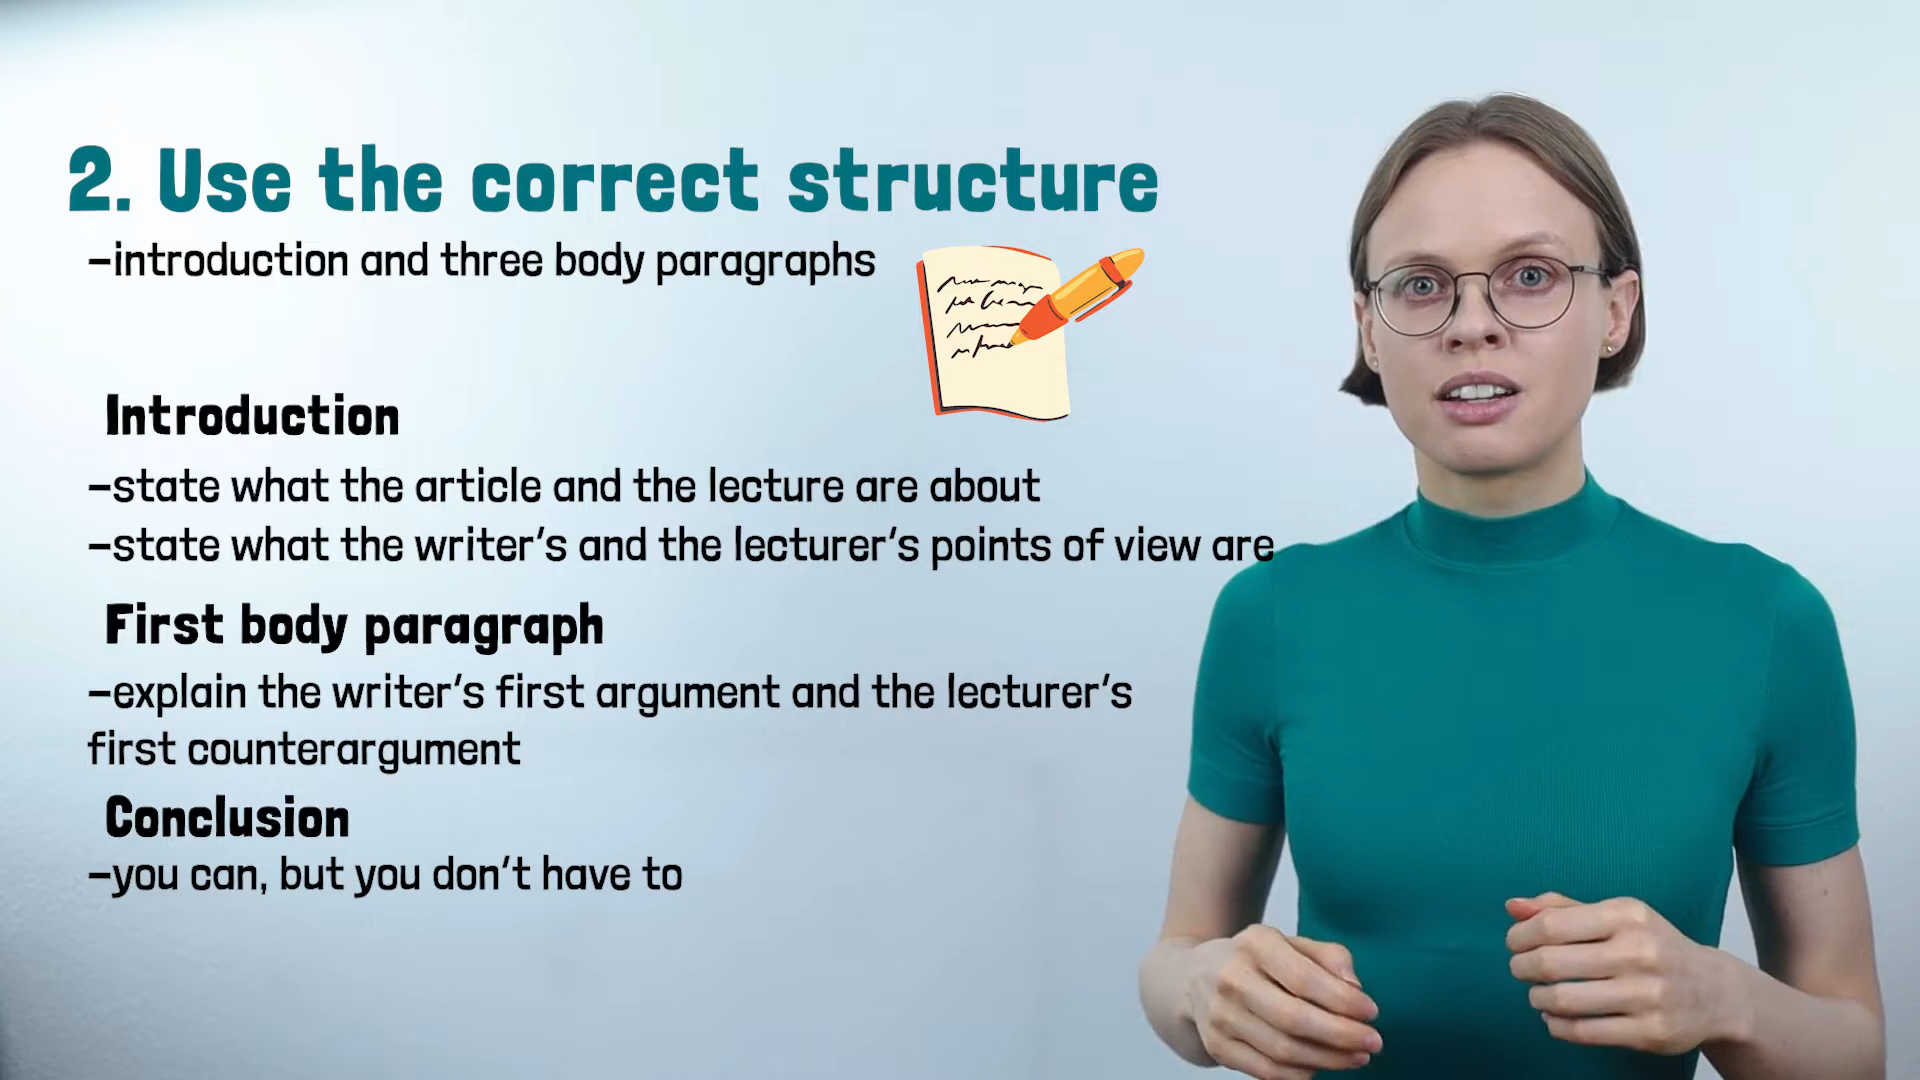 2. Use the correct structure
–introduction and three body paragraphs
Introduction
–state what the article and the lecture are about
–state what the writer's and the lecturer's points of view are
First body paragraph
–explain the writer's first argument and the lecturer's
first counterargument
Conclusion
–you can, but you don't have to